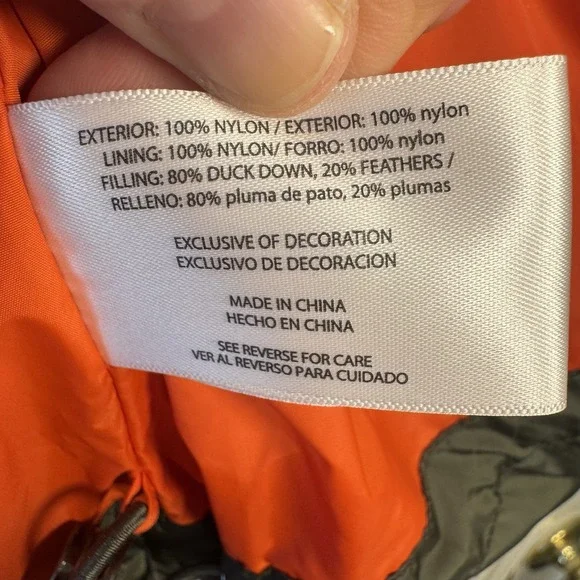 EXTERIOR: 100% NYLON / EXTERIOR: 100% nylon
LINING: 100% NYLON/ FORRO: 100% nylon
FILLING: 80% DUCK DOWN, 20% FEATHERS /
RELLENO: 80% pluma de pato, 20% plumas
EXCLUSIVE OF DECORATION
EXCLUSIVO DE DECORACION
MADE IN CHINA
HECHO EN CHINA
SEE REVERSE FOR CARE
VER AL REVERSO PARA CUIDADO